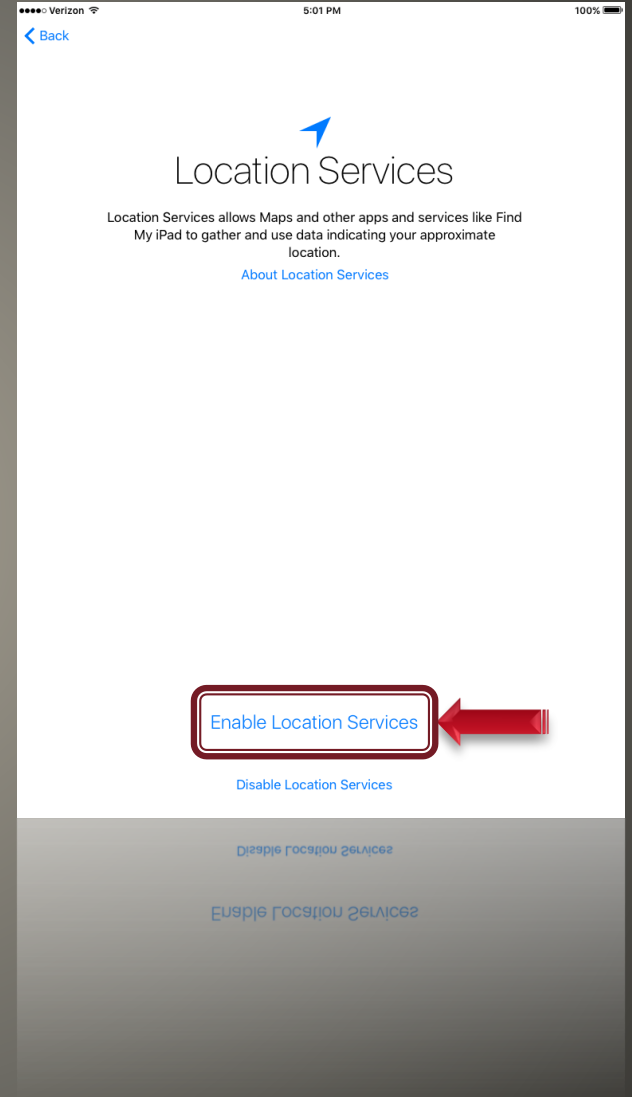 Verizon 5:01 PM 100%
Back
Location Services
Location Services allows Maps and other apps and services like Find
My iPad to gather and use data indicating your approximate
location.
About Location Services
Enable Location Services
Disable Location Services
Disable Location Services
Enable Location Services